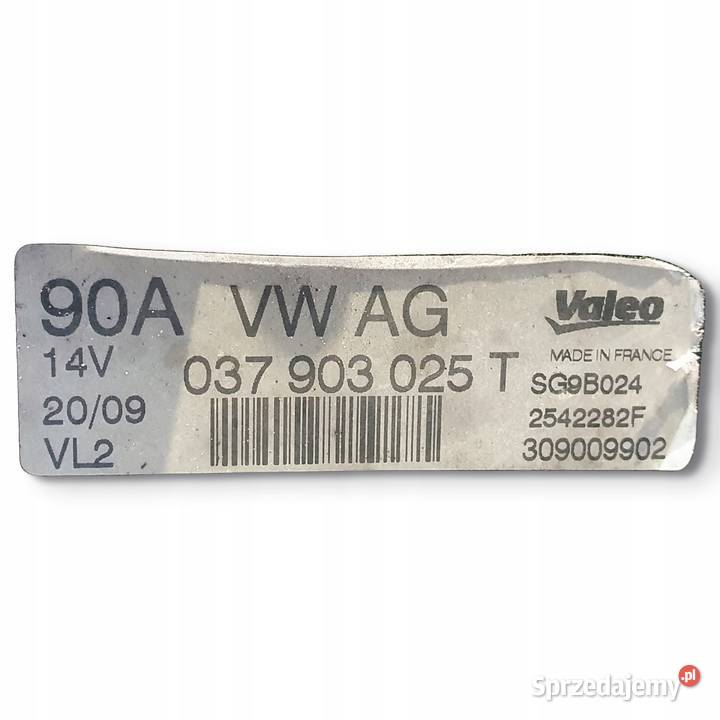 90A VW AG
Valeo
14V
037 903 025 T
MADE IN FRANCE
SG9B024
20/09
2542282F
VL2
309009902
Sprzedajemy.pl